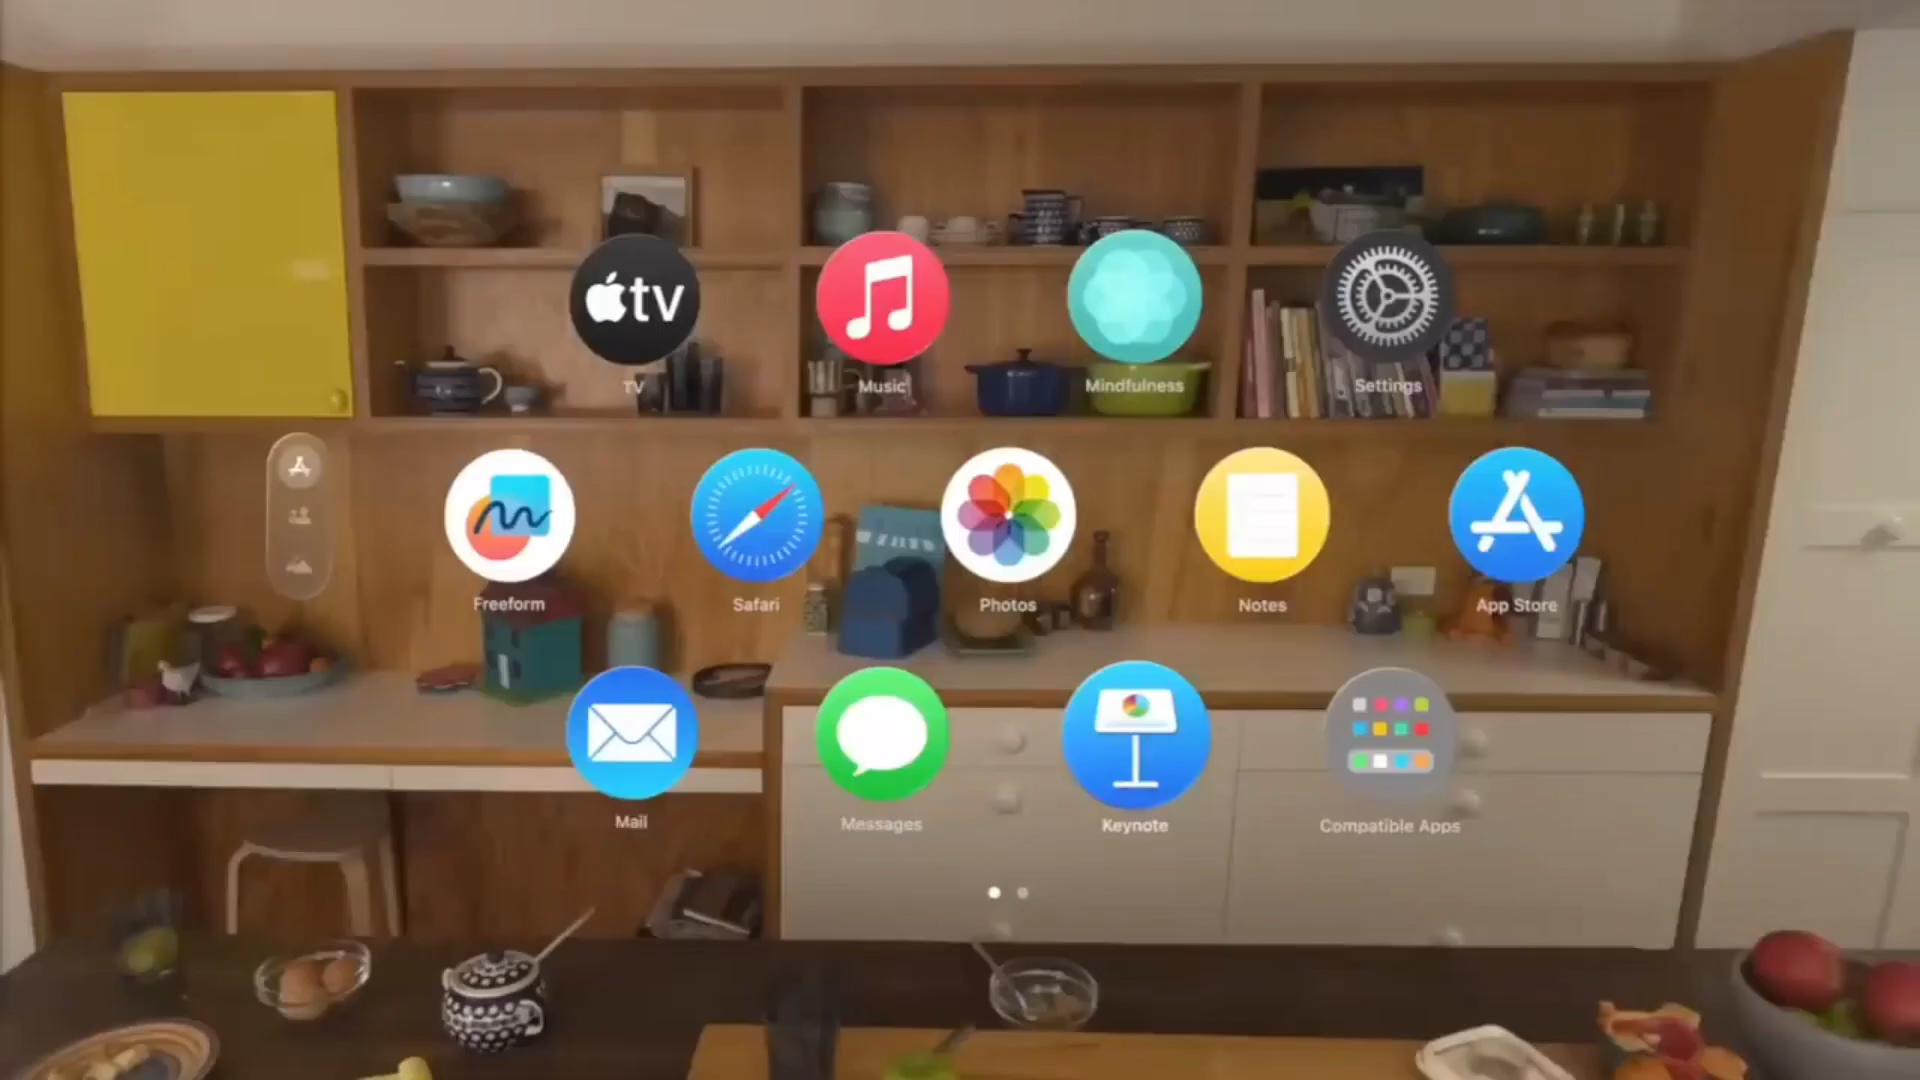 tv
TV
Music
Mindfulness
Settings
Freeform
Safari
Photos
Notes
App Store
Mail
Messages
Keynote
Compatible Apps